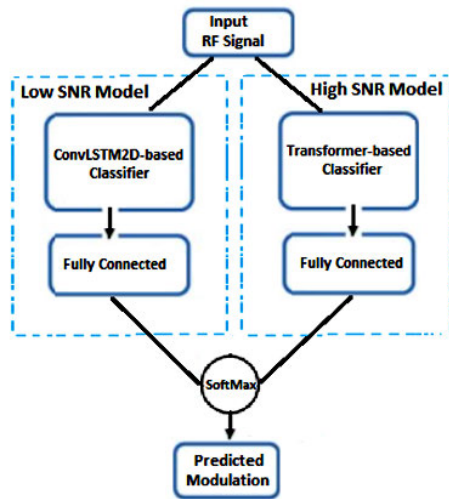 Input
RF Signal
Low SNR Model
High SNR Model
ConvLSTM2D-based
Classifier
Transformer-based
Classifier
Fully Connected
Fully Connected
SoftMax
Predicted
Modulation